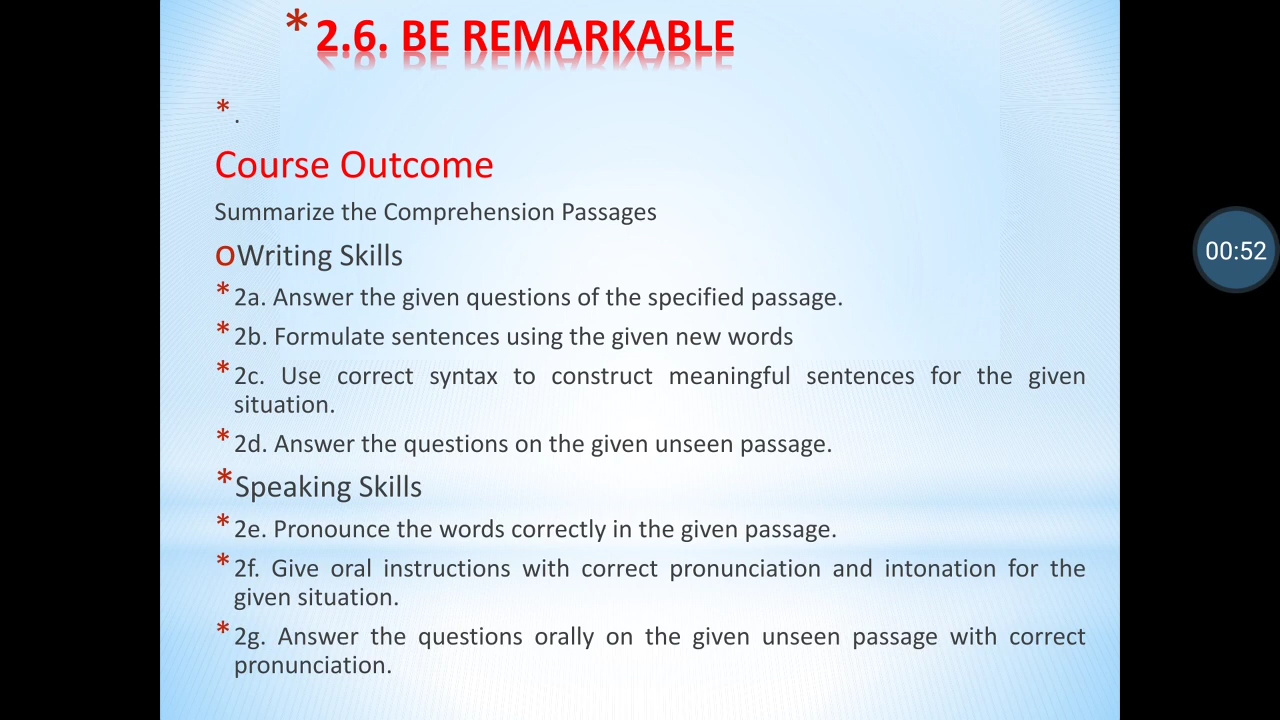 * 2.6. BE REMARKABLE
* .
Course Outcome
Summarize the Comprehension Passages
oWriting Skills
* 2a. Answer the given questions of the specified passage.
* 2b. Formulate sentences using the given new words
* 2c. Use correct syntax to construct meaningful sentences for the given
situation.
* 2d. Answer the questions on the given unseen passage.
* Speaking Skills
* 2e. Pronounce the words correctly in the given passage.
* 2f. Give oral instructions with correct pronunciation and intonation for the
given situation.
* 2g. Answer the questions orally on the given unseen passage with correct
pronunciation.
00:52